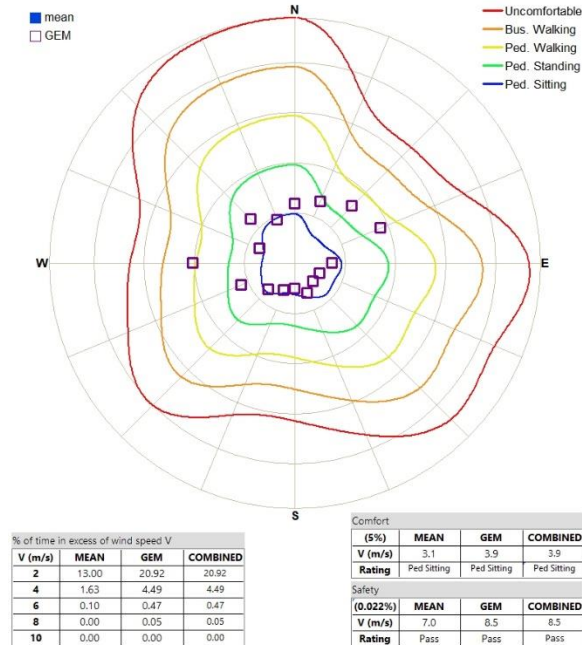 mean
GEM
N
Uncomfortable
Bus. Walking
Ped. Walking
Ped. Standing
Ped. Sitting
W
E
S
% of time in excess of wind speed V
V (m/s) MEAN GEM COMBINED
2 13.00 20.92 20.92
4 1.63 4.49 4.49
6 0.10 0.47 0.47
8 0.00 0.05 0.05
10 0.00 0.00 0.00
Comfort
(5%) MEAN GEM COMBINED
V (m/s) 3.1 3.9 3.9
Rating Ped Sitting Ped Sitting Ped Sitting
Safety
(0.022%) MEAN GEM COMBINED
V (m/s) 7.0 8.5 8.5
Rating Pass Pass Pass